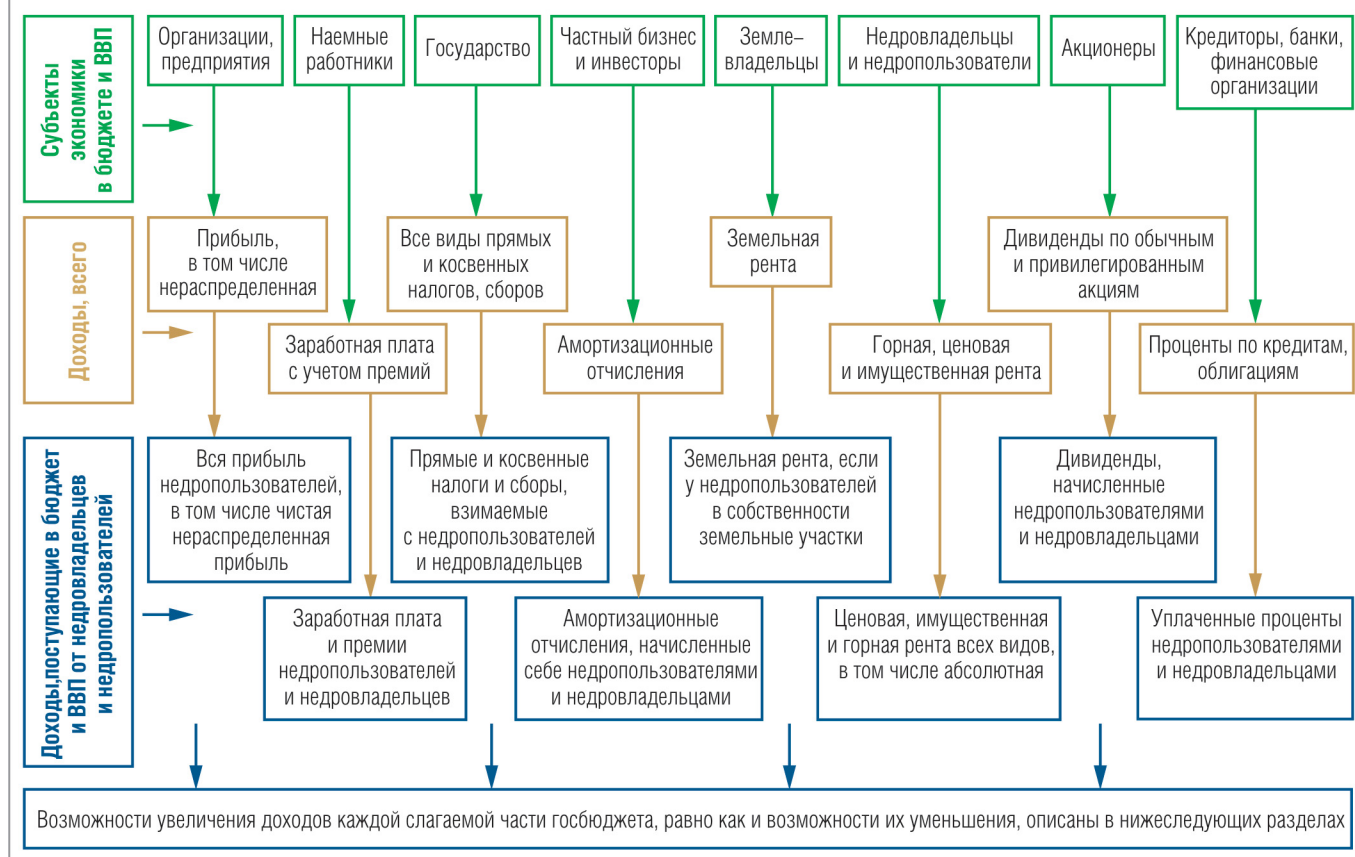 Субъекты
экономики
в бюджете и ВВП
Организации,
предприятия
Наемные
работники
Государство
Частный бизнес
и инвесторы
Земле–
владельцы
Недровладельцы
и недропользователи
Акционеры
Кредиторы, банки,
финансовые
организации
Доходы, всего
Прибыль,
в том числе
нераспределенная
Все виды прямых
и косвенных
налогов, сборов
Земельная
рента
Дивиденды по обычным
и привилегированным
акциям
Заработная плата
с учетом премий
Амортизационные
отчисления
Горная, ценовая
и имущественная рента
Проценты по кредитам,
облигациям
Доходы,поступающие в бюджет
и ВВП от недровладельцев
и недропользователей
Вся прибыль
недропользователей,
в том числе чистая
нераспределенная
прибыль
Прямые и косвенные
налоги и сборы,
взимаемые
с недропользователей
и недровладельцев
Земельная рента, если
у недропользователей
в собственности
земельные участки
Дивиденды,
начисленные
недропользователями
и недровладельцами
Заработная плата
и премии
недропользователей
и недровладельцев
Амортизационные
отчисления, начисленные
себе недропользователями
и недровладельцами
Ценовая, имущественная
и горная рента всех видов,
в том числе абсолютная
Уплаченные проценты
недропользователями
и недровладельцами
Возможности увеличения доходов каждой слагаемой части госбюджета, равно как и возможности их уменьшения, описаны в нижеследующих разделах